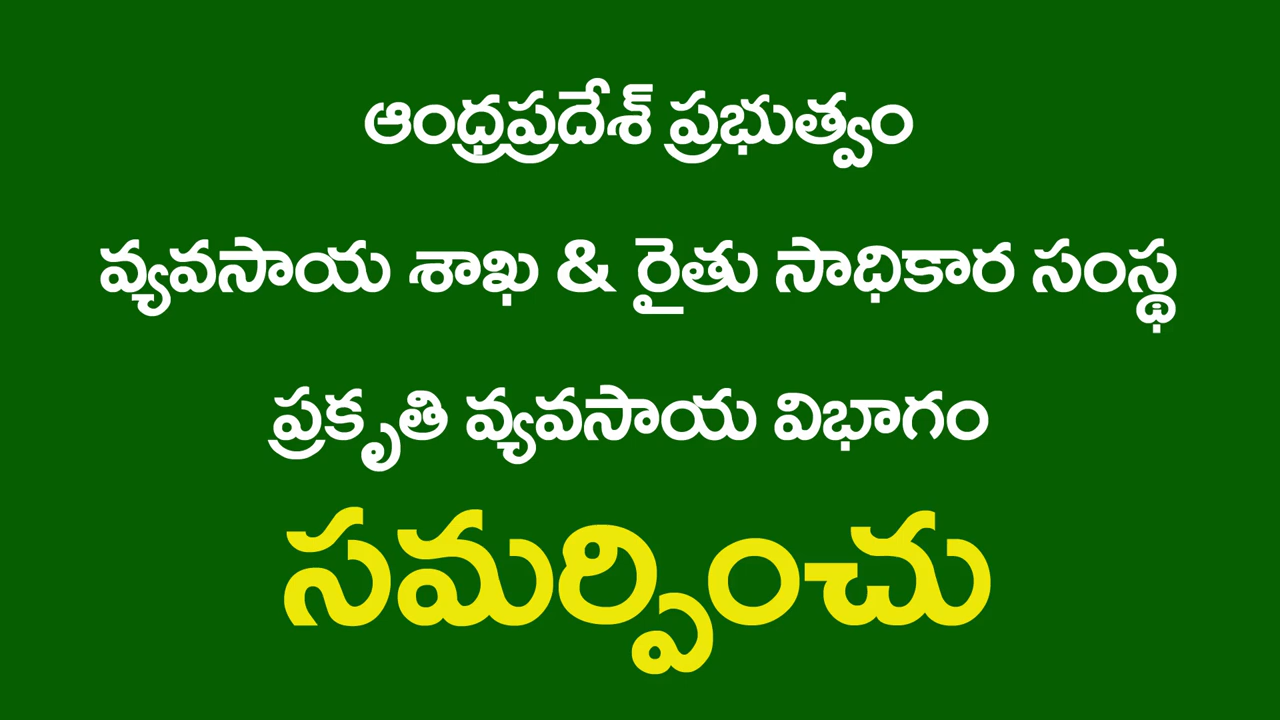 ఆంధ్రప్రదేశ్ ప్రభుత్వం
వ్యవసాయ శాఖ & రైతు సాధికార సంస్థ
ప్రకృతి వ్యవసాయ విభాగం
సమర్పించు